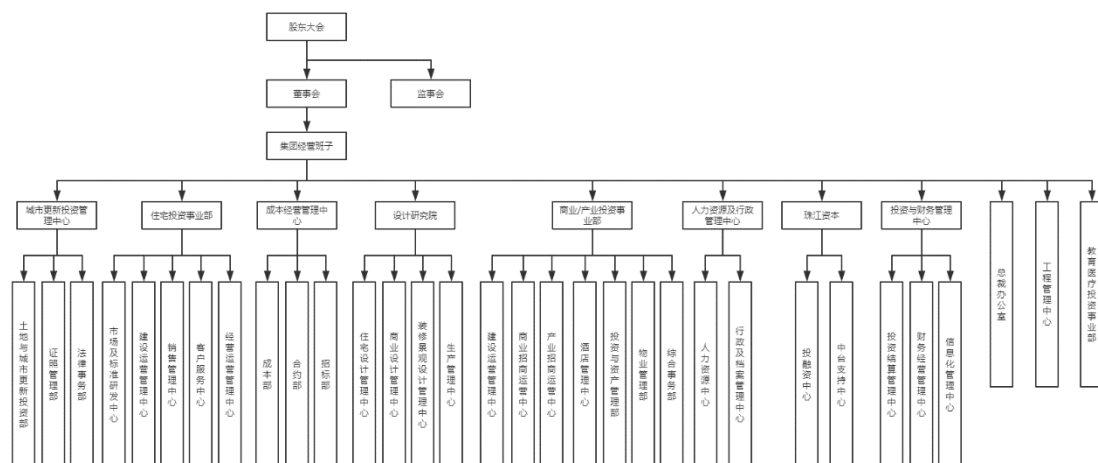 股东大会
董事会
监事会
集团经营班子
城市更新投资管
理中心
住宅投资事业部
成本经营管理中
心
设计研究院
商业/产业投资事
业部
人力资源及行政
管理中心
珠江资本
投资与财务管理
中心
总裁办公室
工程管理中心
教育医疗投资事业部
土地与城市更新投资部
证照管理部
法律事务部
市场及标准研发中心
建设运营管理中心
销售管理中心
客户服务中心
经营运营管理中心
成本部
合约部
招标部
住宅设计管理中心
商业设计管理中心
装修景观设计管理中心
生产管理中心
建设运营管理中心
商业招商运营中心
产业招商运营中心
酒店管理中心
投资与资产管理部
物业管理部
综合事务部
人力资源中心
行政及档案管理中心
投融资中心
中台支持中心
投资结算管理中心
财务经营管理中心
信息化管理中心